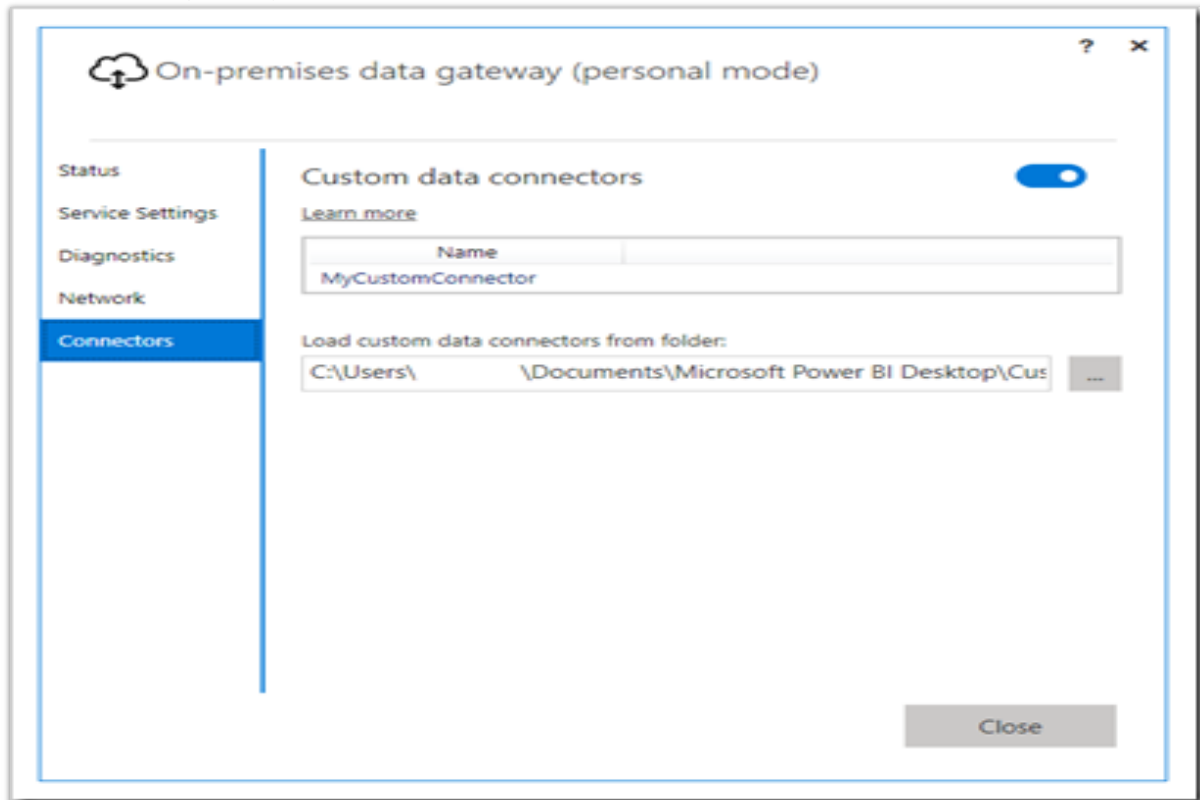 ? ×
On-premises data gateway (personal mode)
Status
Service Settings
Diagnostics
Network
Connectors
Custom data connectors
Learn more
Name
MyCustomConnector
Load custom data connectors from folder:
C:\Users\ \Documents\Microsoft Power BI Desktop\Cus
...
Close